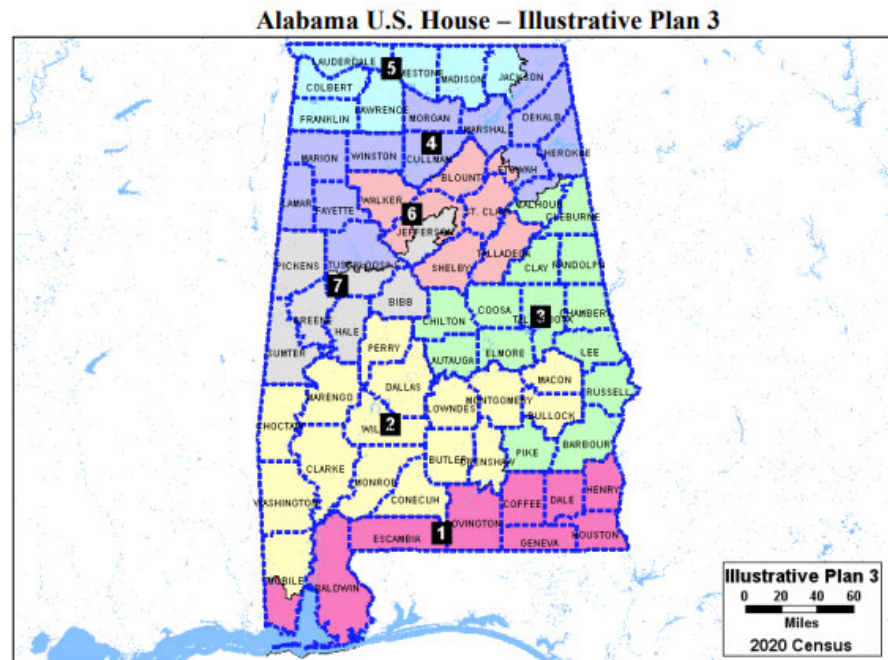 Alabama U.S. House – Illustrative Plan 3
LAUDERDALE
5
MESTONE
MADISON
JACKSON
COLBERT
LAWRENCE
FRANKLIN
MORGAN
MARSHAL
DEKALB
4
MARION
WINSTON
CULLMAN
CHEROKEE
ETOWAH
BLOUNT
LAMAR
FAYETTE
WALKER
6
ST. CLAIR
CALHOUN
CLEBURNE
JEFFERSON
PICKENS
TUSCALOOSA
SHELBY
TALLADEGA
CLAY
RANDOLPH
7
BIBB
GREENE
HALE
CHILTON
COOSA
3
CHAMBERS
SUMTER
PERRY
AUTAUGA
ELMORE
LEE
MARENGO
DALLAS
LOWNDES
MONTGOMERY
MACON
RUSSELL
BULLOCK
CHOCTAW
WIL
2
CLARKE
BUTLER
CRENSHAW
PIKE
BARBOUR
MONROE
WASHINGTON
CONECUH
COFFEE
DALE
HENRY
ESCAMBIA
1
COVINGTON
GENEVA
HOUSTON
MOBILE
BALDWIN
Illustrative Plan 3
0 20 40 60
Miles
2020 Census